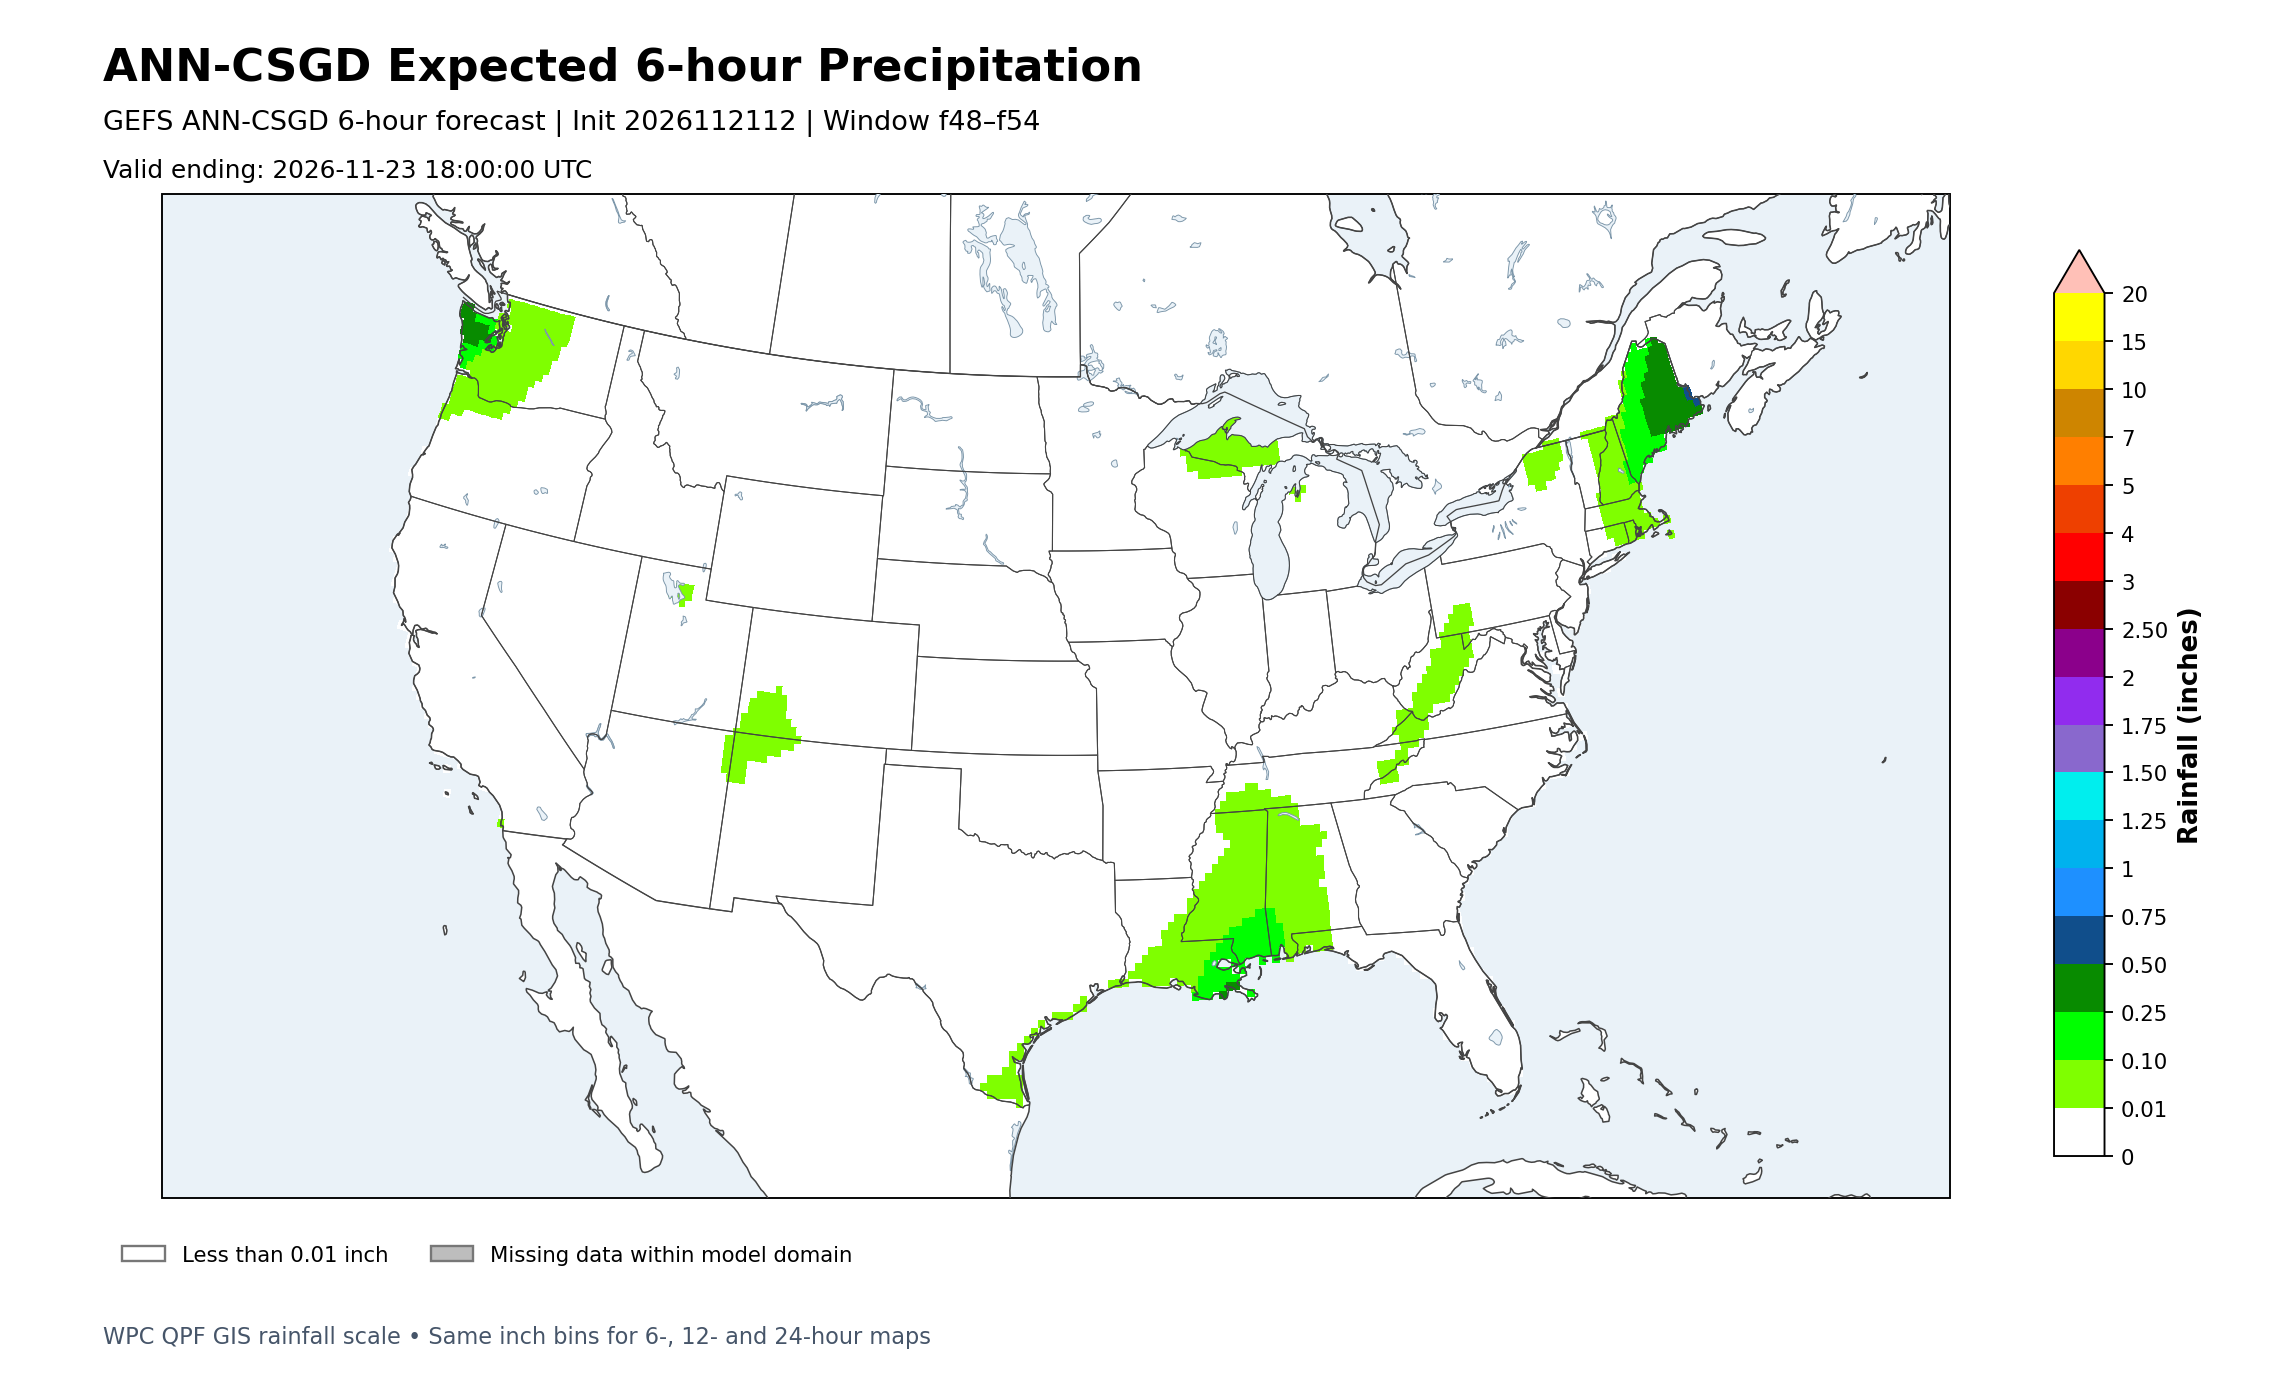 ANN-CSGD Expected 6-hour Precipitation
GEFS ANN-CSGD 6-hour forecast | Init 2026112112 | Window f48–f54
Valid ending: 2026-11-23 18:00:00 UTC
20
15
10
7
5
4
3
2.50
2
1.75
1.50
1.25
1
0.75
0.50
0.25
0.10
0.01
0
Rainfall (inches)
Less than 0.01 inch
Missing data within model domain
WPC QPF GIS rainfall scale • Same inch bins for 6-, 12- and 24-hour maps